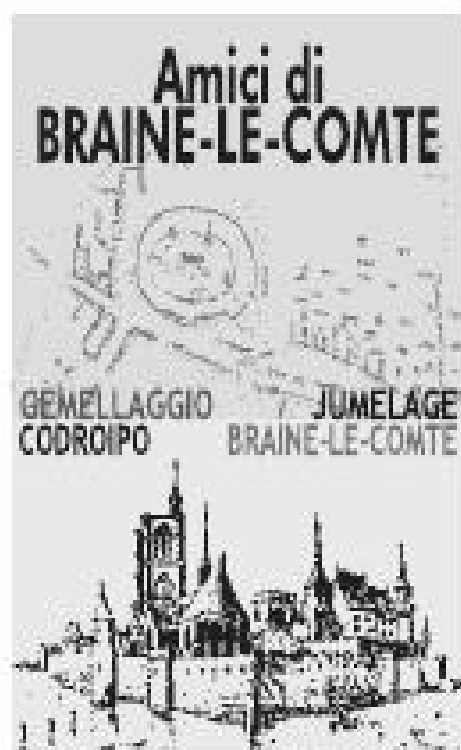 Amici di
BRAINE-LE-COMTE
GEMELLAGGIO JUMELAGE
CODROIPO BRAINE-LE-COMTE